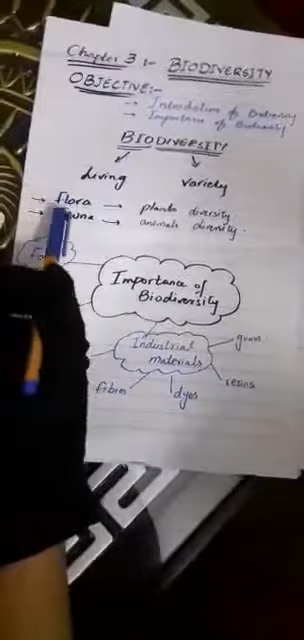 Chapter 3 :- BIODIVERSITY
OBJECTIVE:-
→ Introduction of Biodiversity
→ Importance of Biodiversity
BIODIVERSITY
Living Variety
→ flora → plants diversity
→ una → animals diversity.
Importance of
Biodiversity
Industrial
materials
gums
resins
dyes
fibres